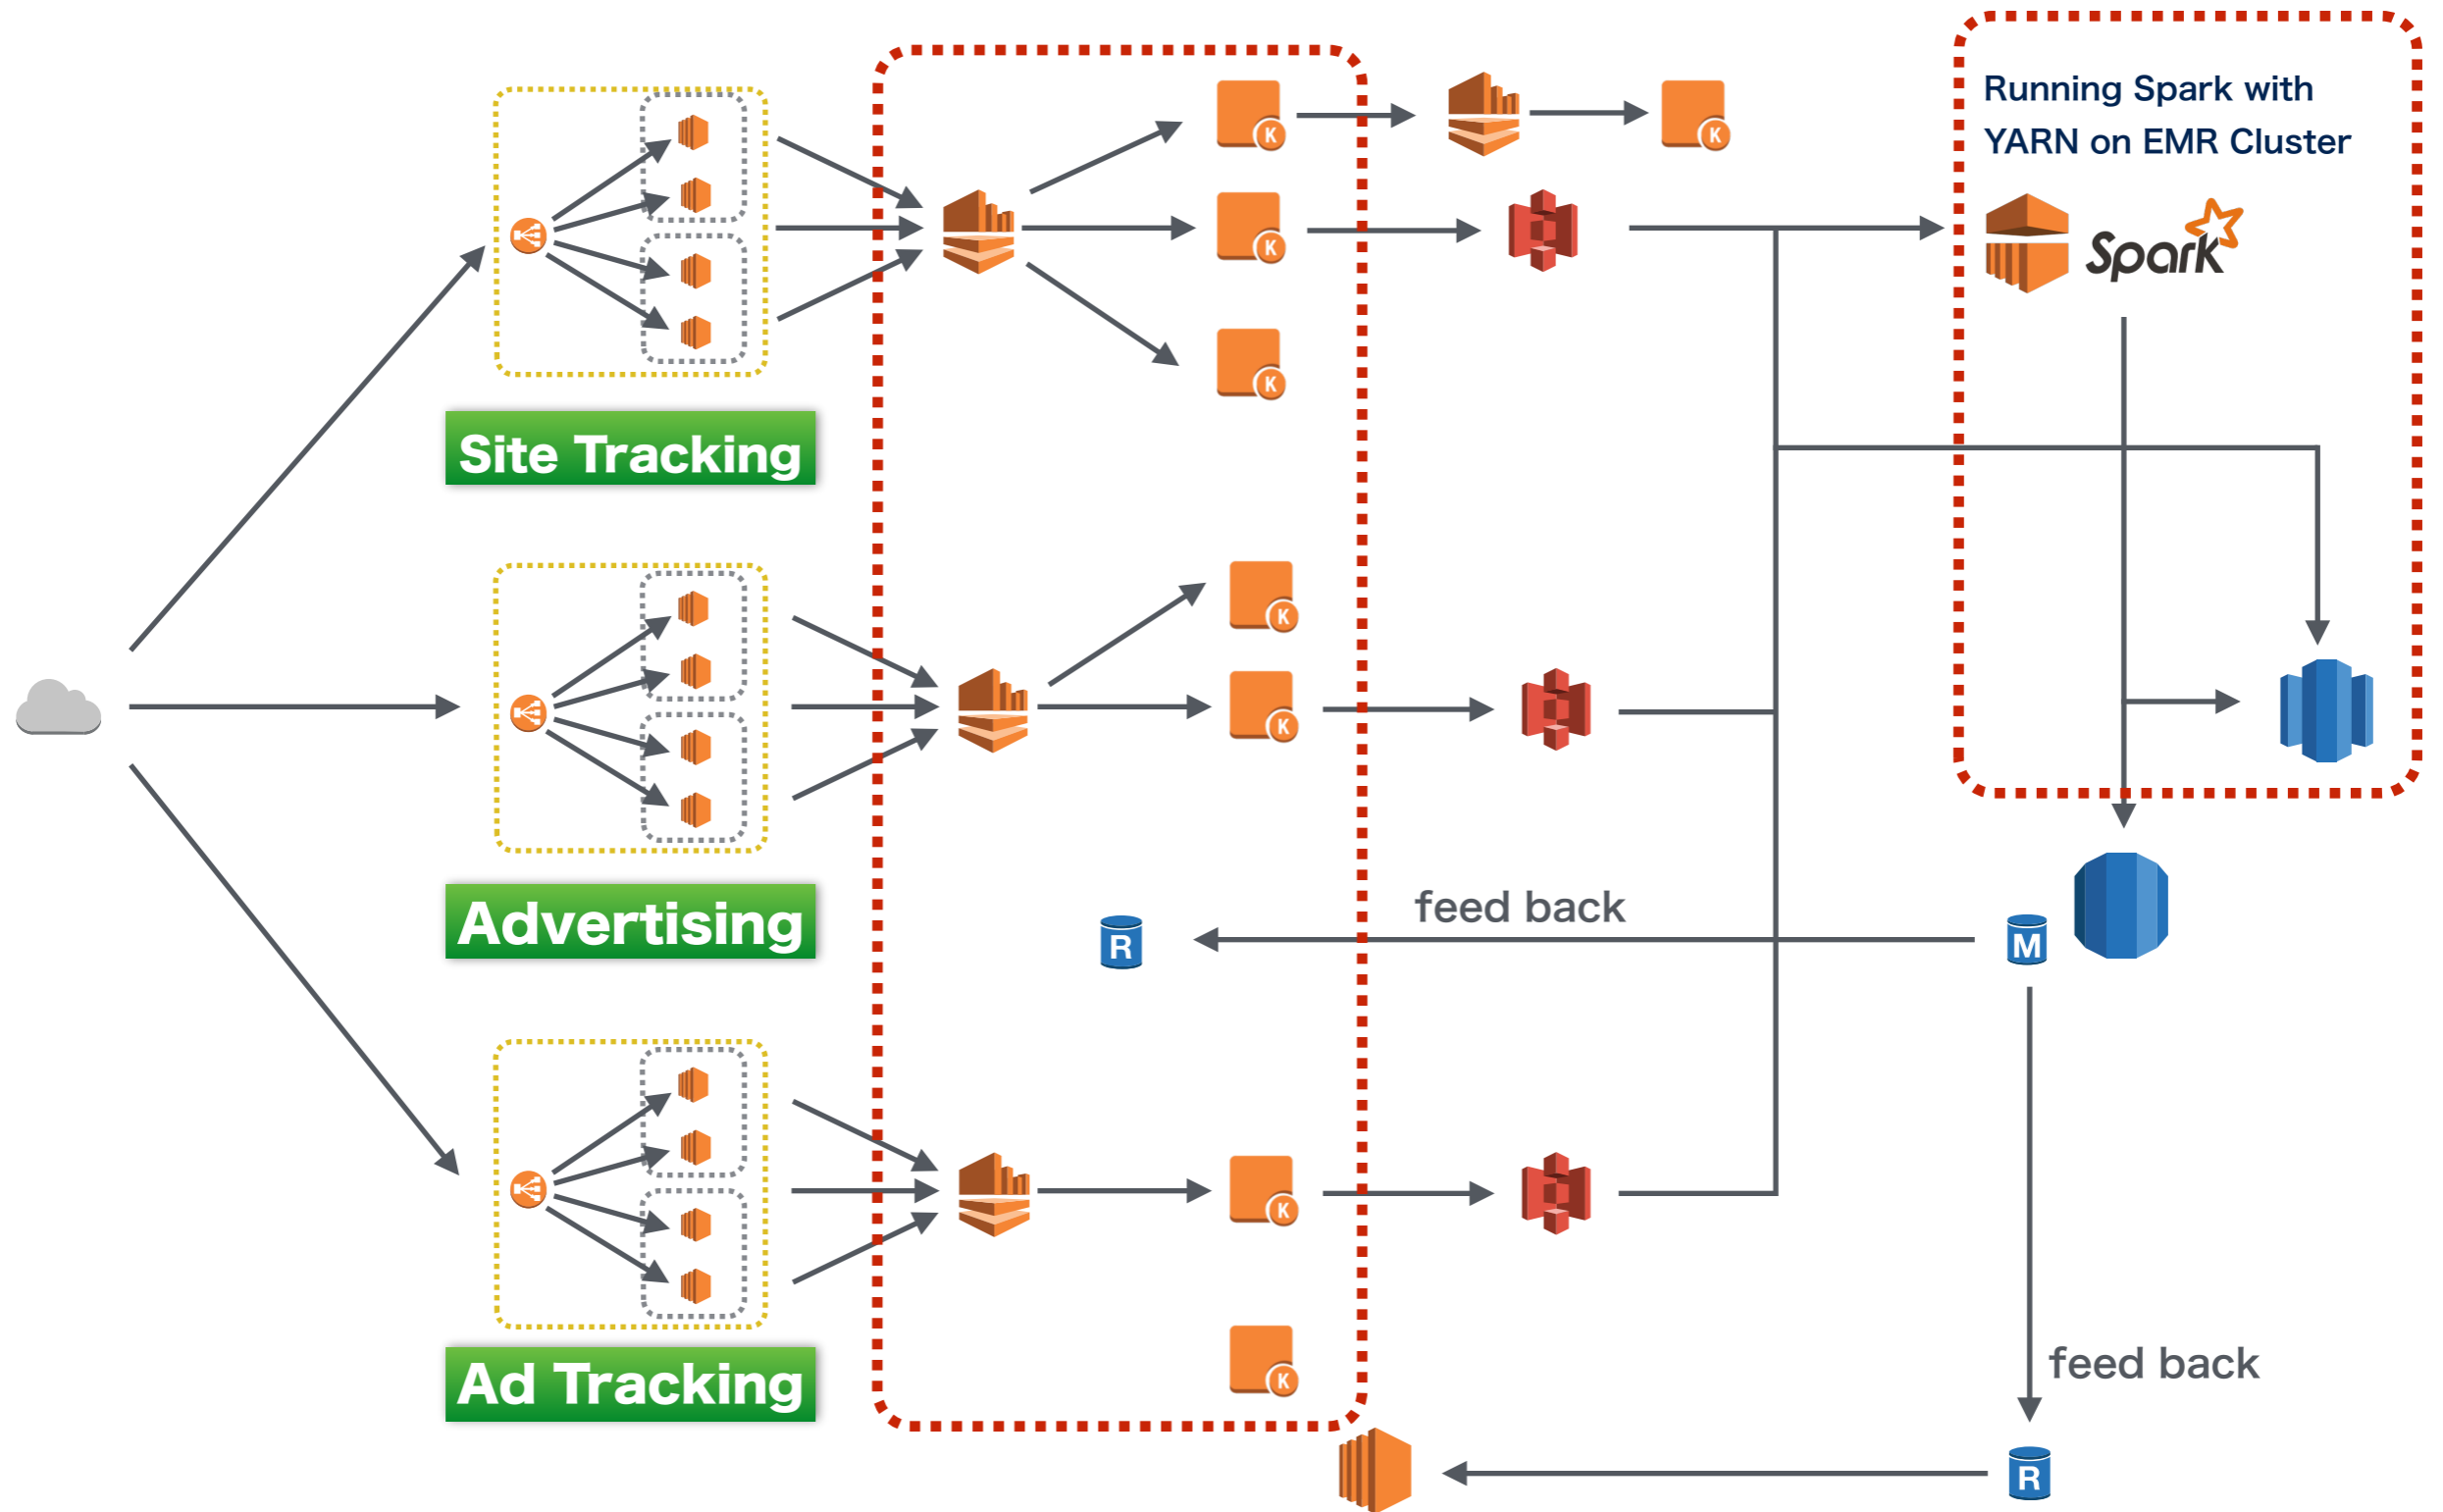 K
K
K
K
Running Spark with
YARN on EMR Cluster
Spark
Site Tracking
K
K
Advertising
R
feed back
M
K
K
Ad Tracking
feed back
R